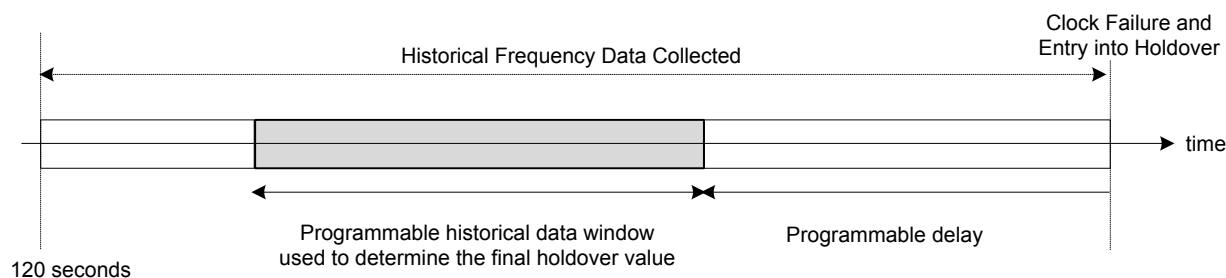 Clock Failure and
Entry into Holdover
Historical Frequency Data Collected
time
Programmable historical data window
used to determine the final holdover value
Programmable delay
120 seconds